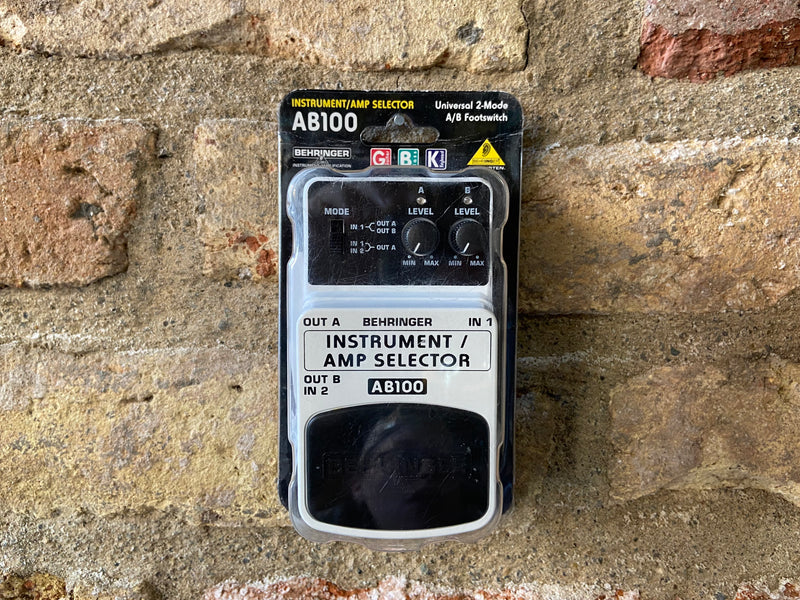 INSTRUMENT/AMP SELECTOR
AB100
Universal 2-Mode
A/B Footswitch
BEHRINGER
G B K
A B
MODE LEVEL LEVEL
IN 1 OUT A
OUT B
IN 1 OUT A
IN 2
MIN MAX MIN MAX
OUT A BEHRINGER IN 1
INSTRUMENT /
AMP SELECTOR
OUT B AB100
IN 2
BEHRINGER